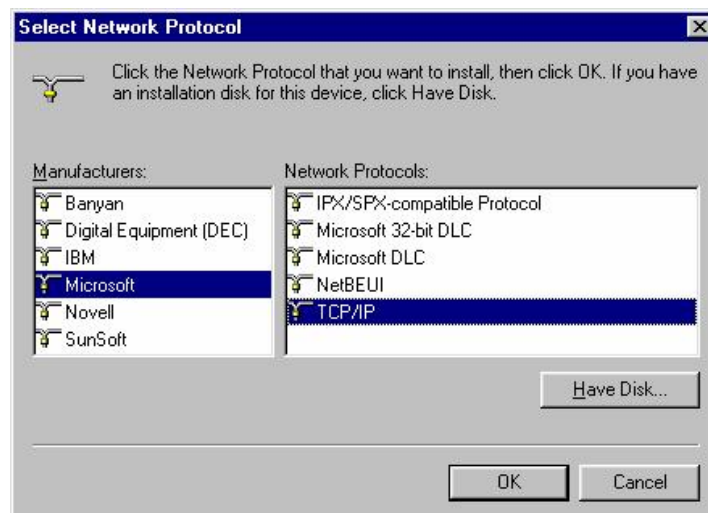 Select Network Protocol
Click the Network Protocol that you want to install, then click OK. If you have
an installation disk for this device, click Have Disk.
Manufacturers:
Banyan
Digital Equipment (DEC)
IBM
Microsoft
Novell
SunSoft
Network Protocols:
IPX/SPX-compatible Protocol
Microsoft 32-bit DLC
Microsoft DLC
NetBEUI
TCP/IP
Have Disk...
OK
Cancel